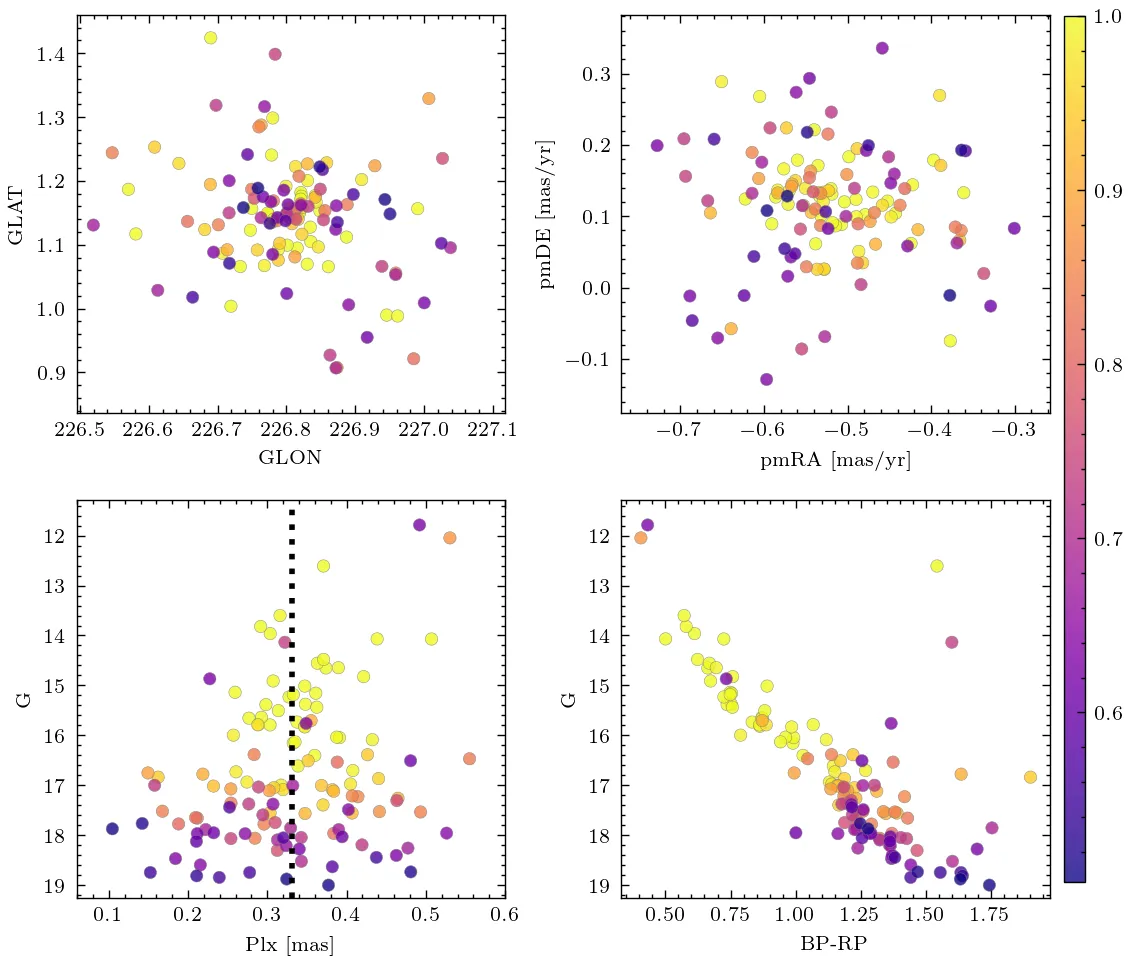 1.4
1.3
1.2
1.1
1.0
0.9
GLAT
226.5 226.6 226.7 226.8 226.9 227.0 227.1
GLON
0.3
0.2
0.1
0.0
−0.1
pmDE [mas/yr]
−0.7 −0.6 −0.5 −0.4 −0.3
pmRA [mas/yr]
1.0
0.9
0.8
0.7
0.6
12
13
14
15
16
17
18
19
G
0.1 0.2 0.3 0.4 0.5 0.6
Plx [mas]
12
13
14
15
16
17
18
19
G
0.50 0.75 1.00 1.25 1.50 1.75
BP-RP